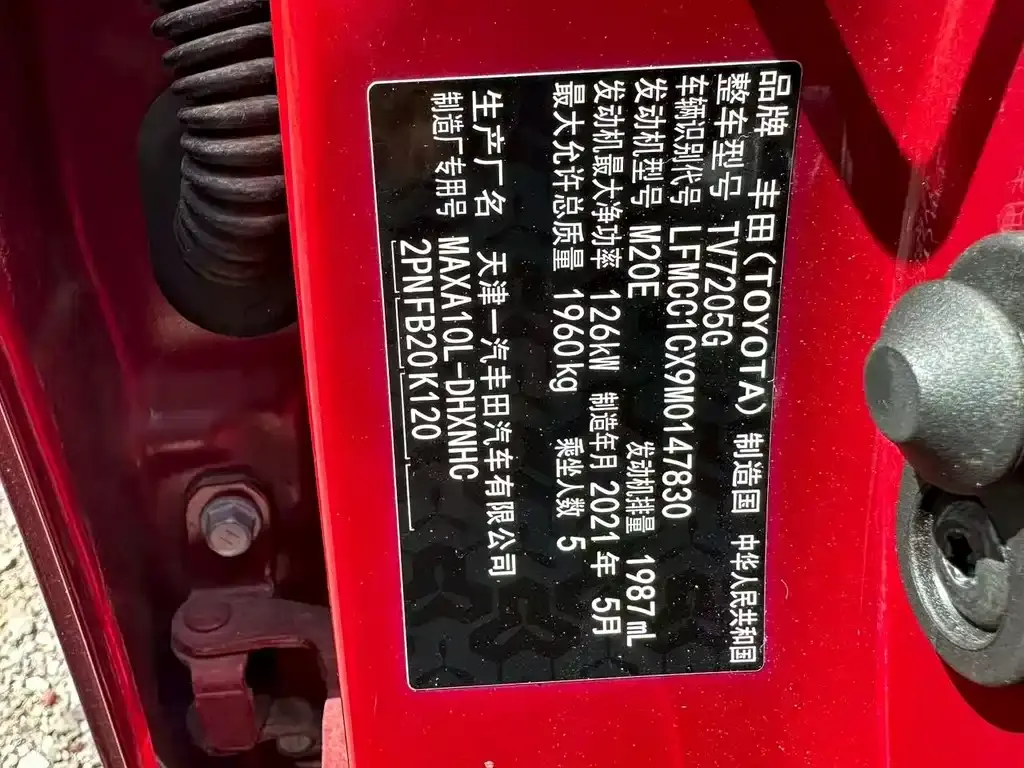 品牌 丰田(TOYOTA) 制造国 中华人民共和国
整车型号 TV7205G
车辆识别代号 LFMCC1CX9M0147830
发动机型号 M20E 发动机排量 1987mL
发动机最大净功率 126kW 制造年月 2021年 5月
最大允许总质量 1960kg 乘坐人数 5
生产厂名 天津一汽丰田汽车有限公司
制造厂专用号 MAXA10L-DHXNHC
2PNFB20K120